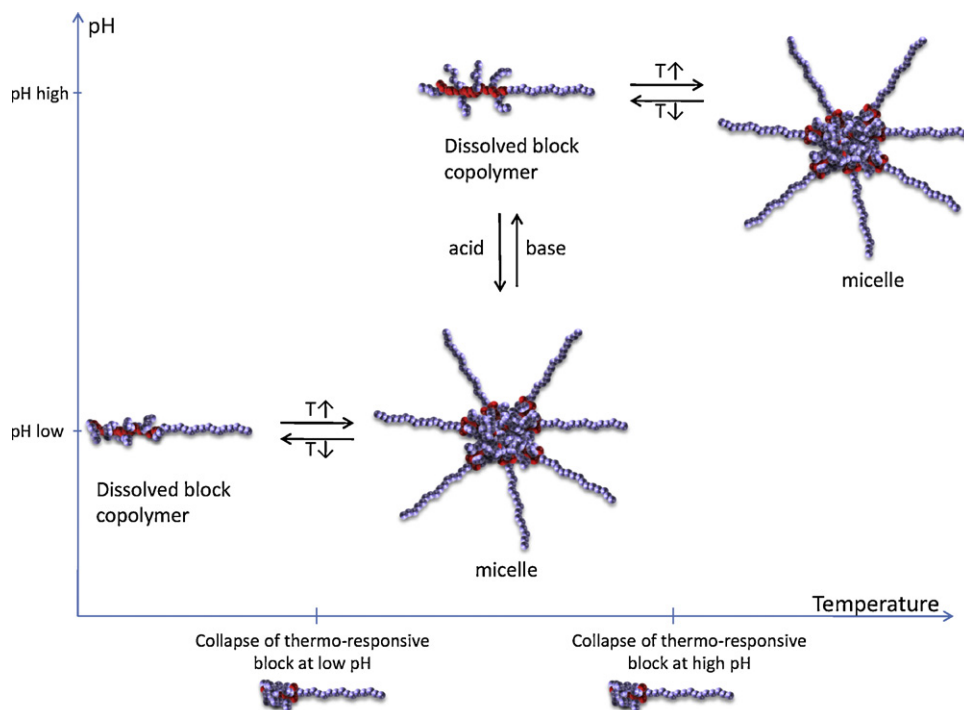 pH
pH high
T↑
T↓
Dissolved block
copolymer
micelle
acid
base
pH low
T↑
T↓
Dissolved block
copolymer
micelle
Temperature
Collapse of thermo-responsive
block at low pH
Collapse of thermo-responsive
block at high pH